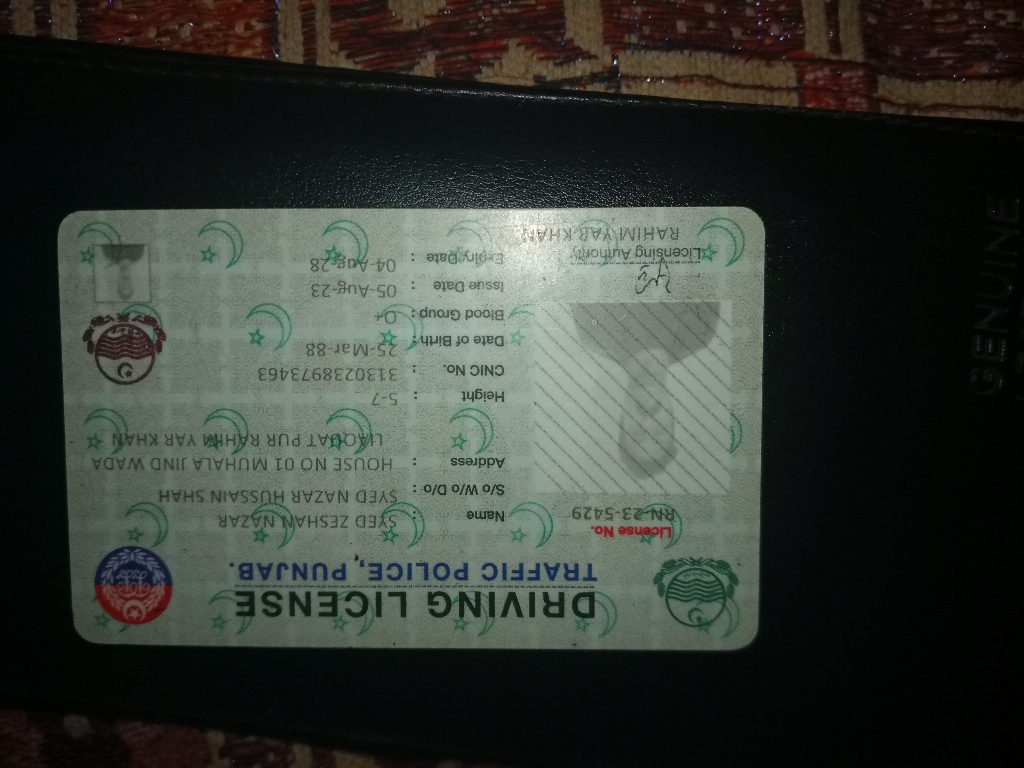 DRIVING LICENSE
TRAFFIC POLICE, PUNJAB.
License No.
RN-23-5429
Name : SYED ZESHAN NAZAR
S/o W/o D/o : SYED NAZAR HUSSAIN SHAH
Address : HOUSE NO 01 MUHALA JIND WADA
LIAQUAT PUR RAHIM YAR KHAN
Height : 5-7
CNIC No. : 3130238973463
Date of Birth : 25-Mar-88
Blood Group : O+
Issue Date : 05-Aug-23
Expiry Date : 04-Aug-28
Licensing Authority
RAHIM YAR KHAN
GENUINE